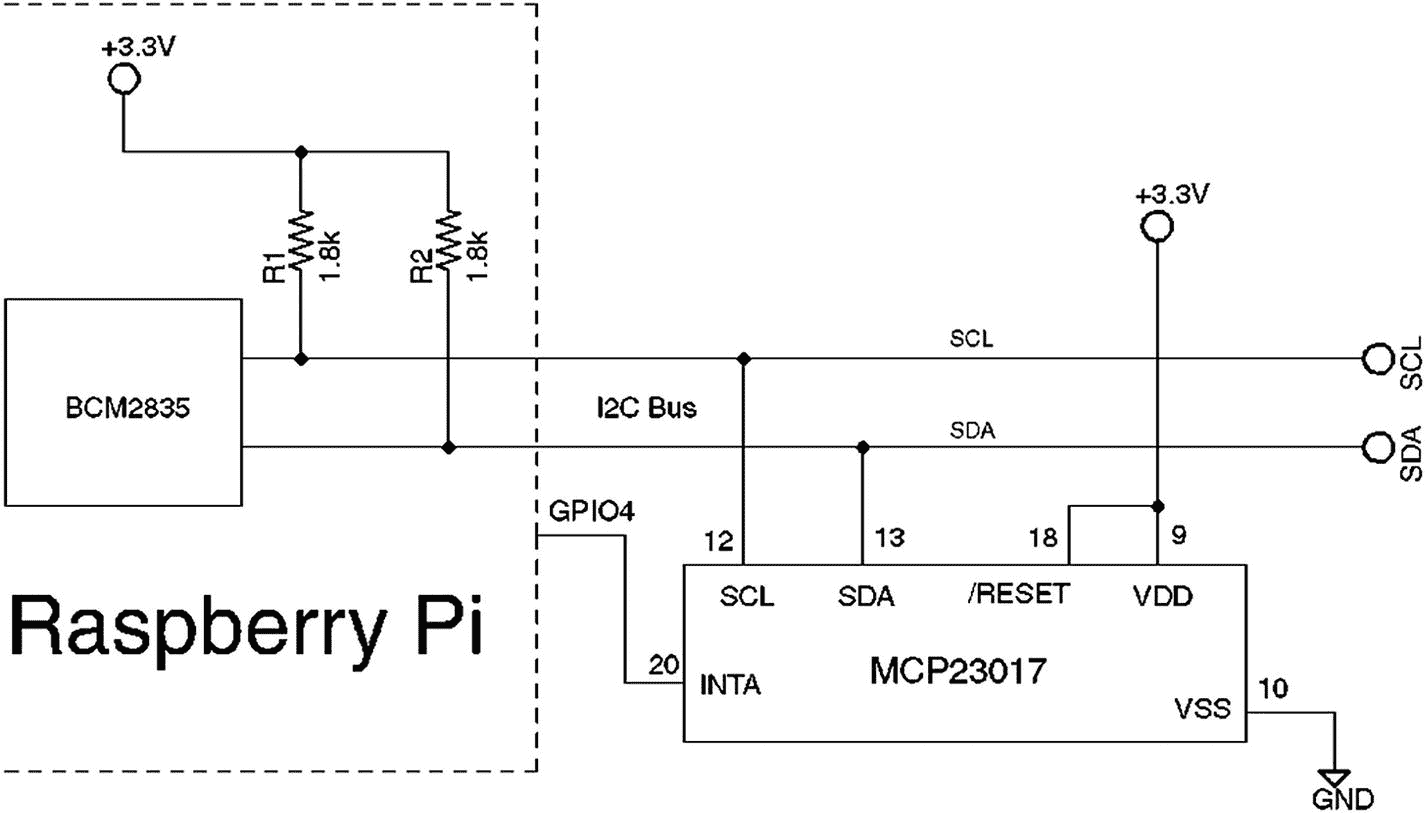 +3.3V
+3.3V
R1
1.8k
R2
1.8k
SCL
SCL
BCM2835
I2C Bus
SDA
SDA
GPIO4
12
13
18
9
SCL
SDA
/RESET
VDD
Raspberry Pi
20
INTA
MCP23017
10
VSS
GND